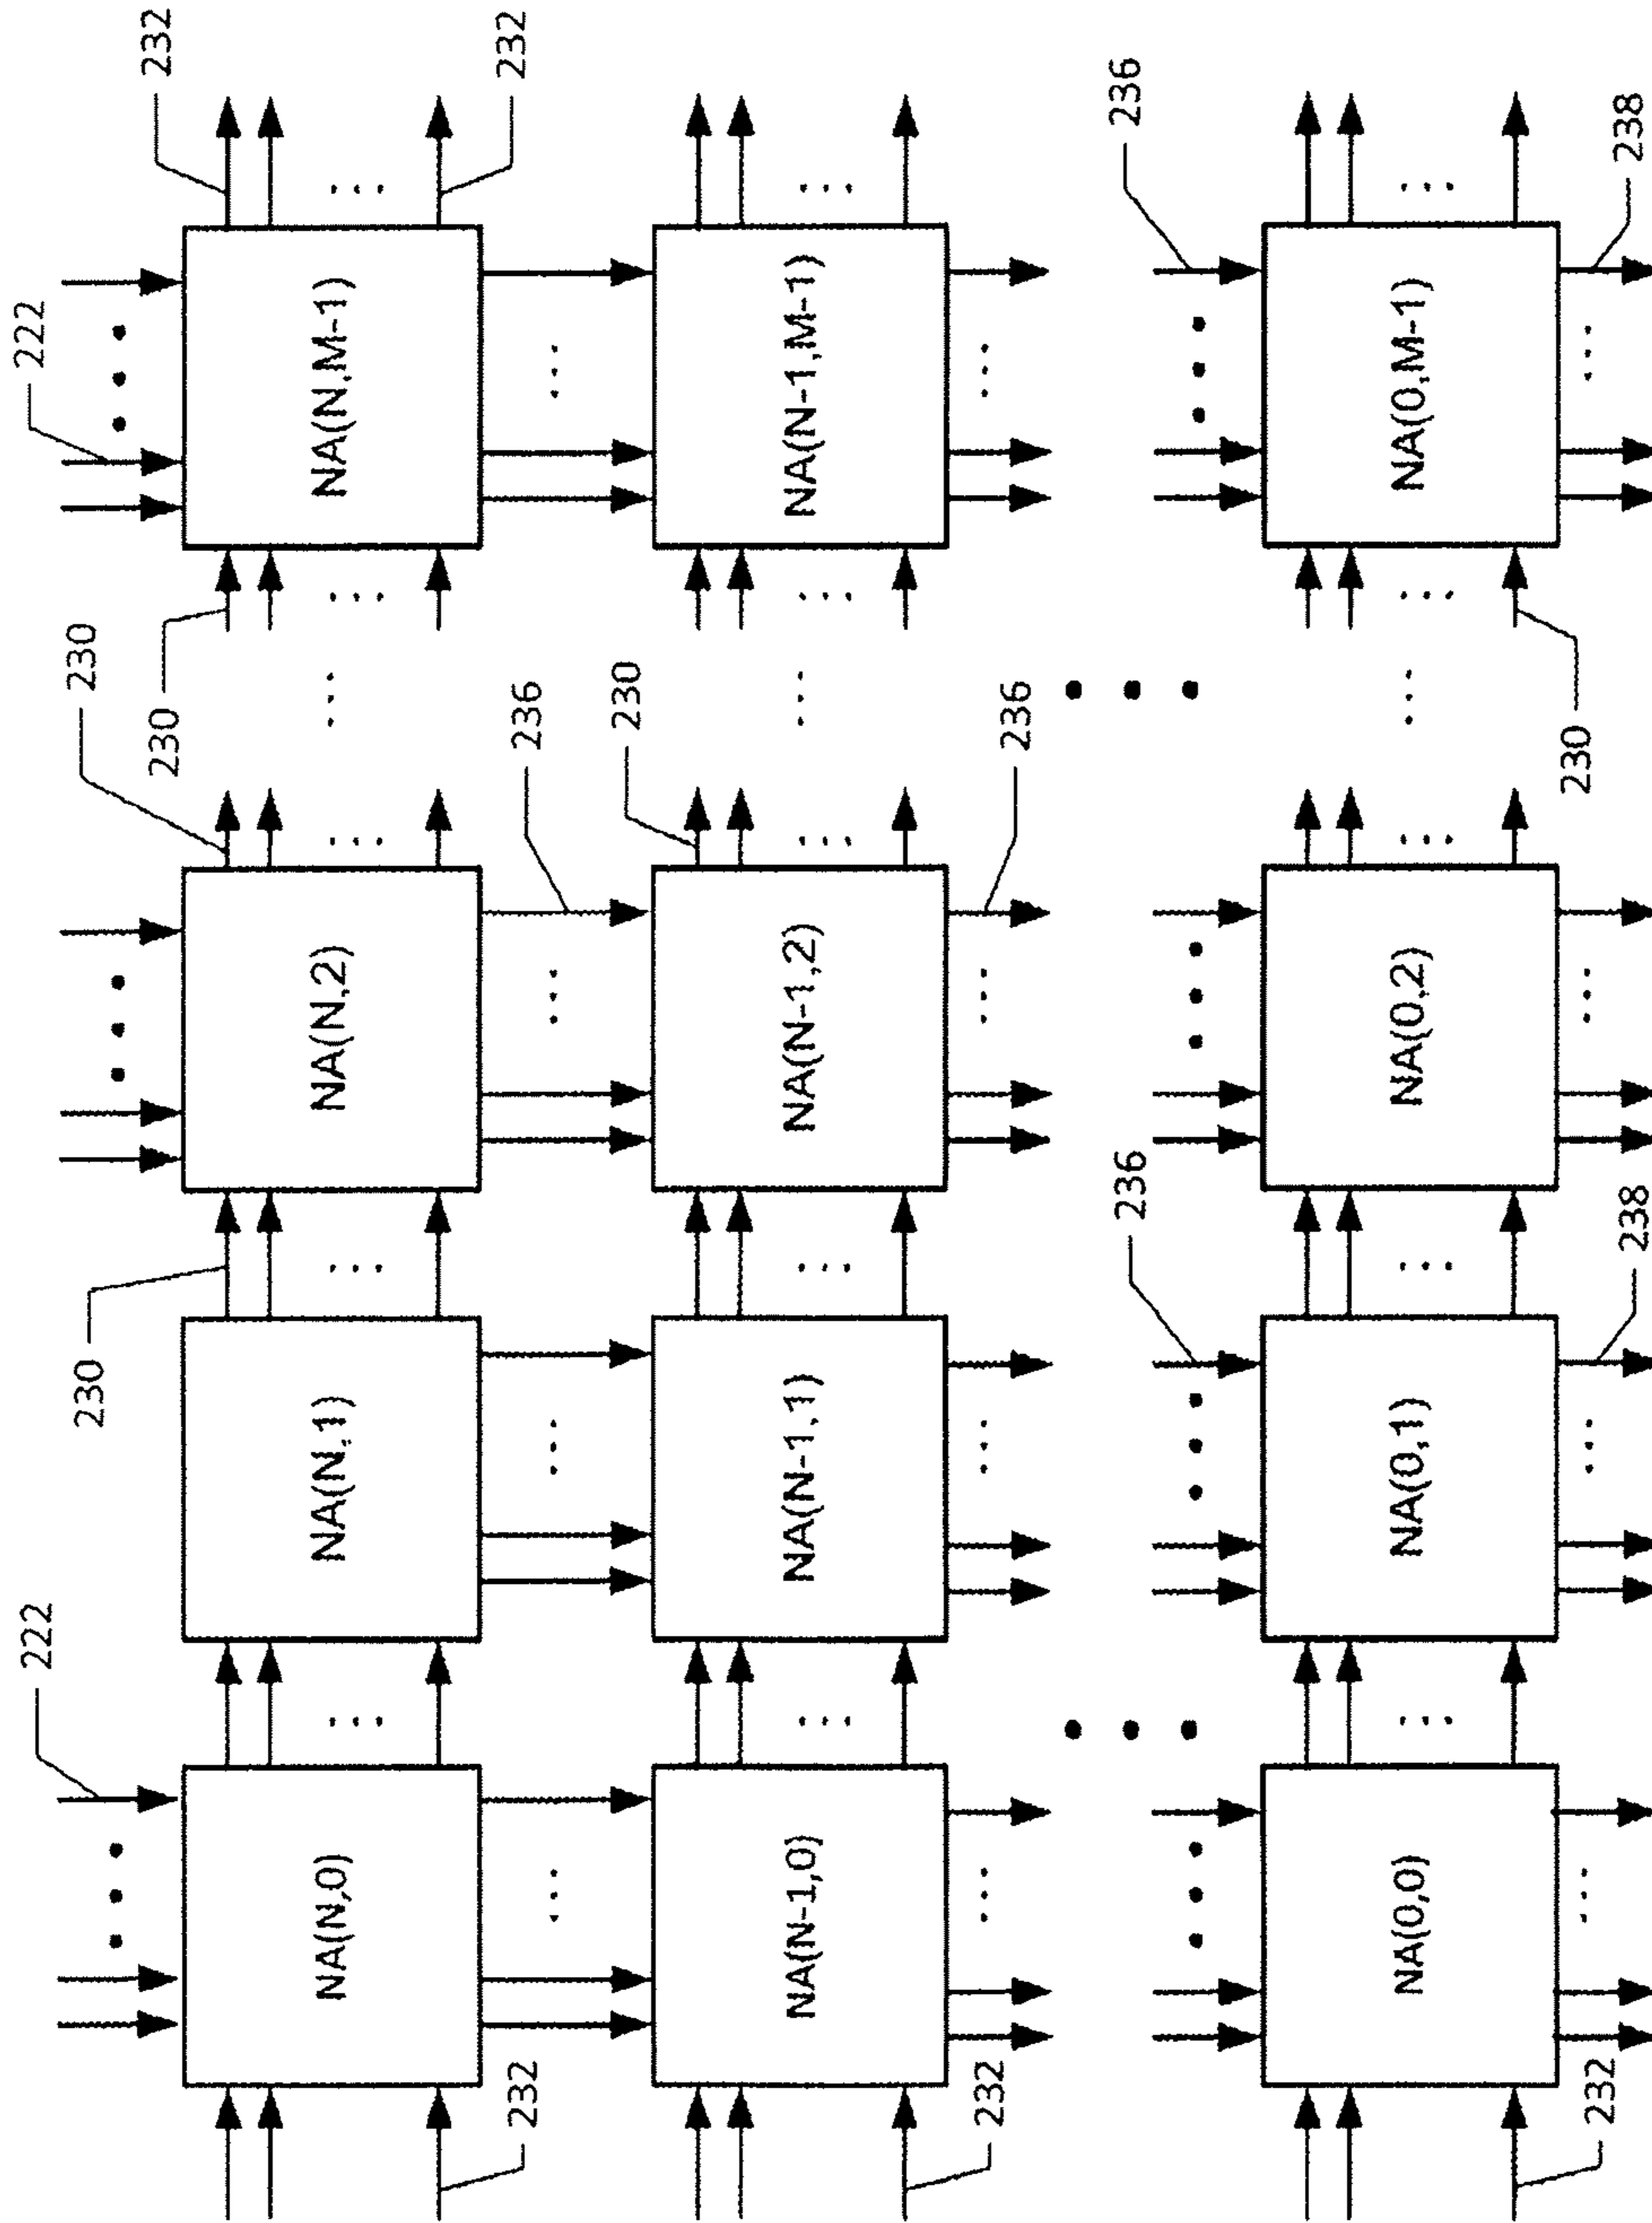 222 222
230 230 230 232
NA(N,0) NA(N,1) NA(N,2) NA(N,M-1)
232 236 232
230
NA(N-1,0) NA(N-1,1) NA(N-1,2) NA(N-1,M-1)
232 236
236 236
NA(0,0) NA(0,1) NA(0,2) NA(0,M-1)
232 238 230 238